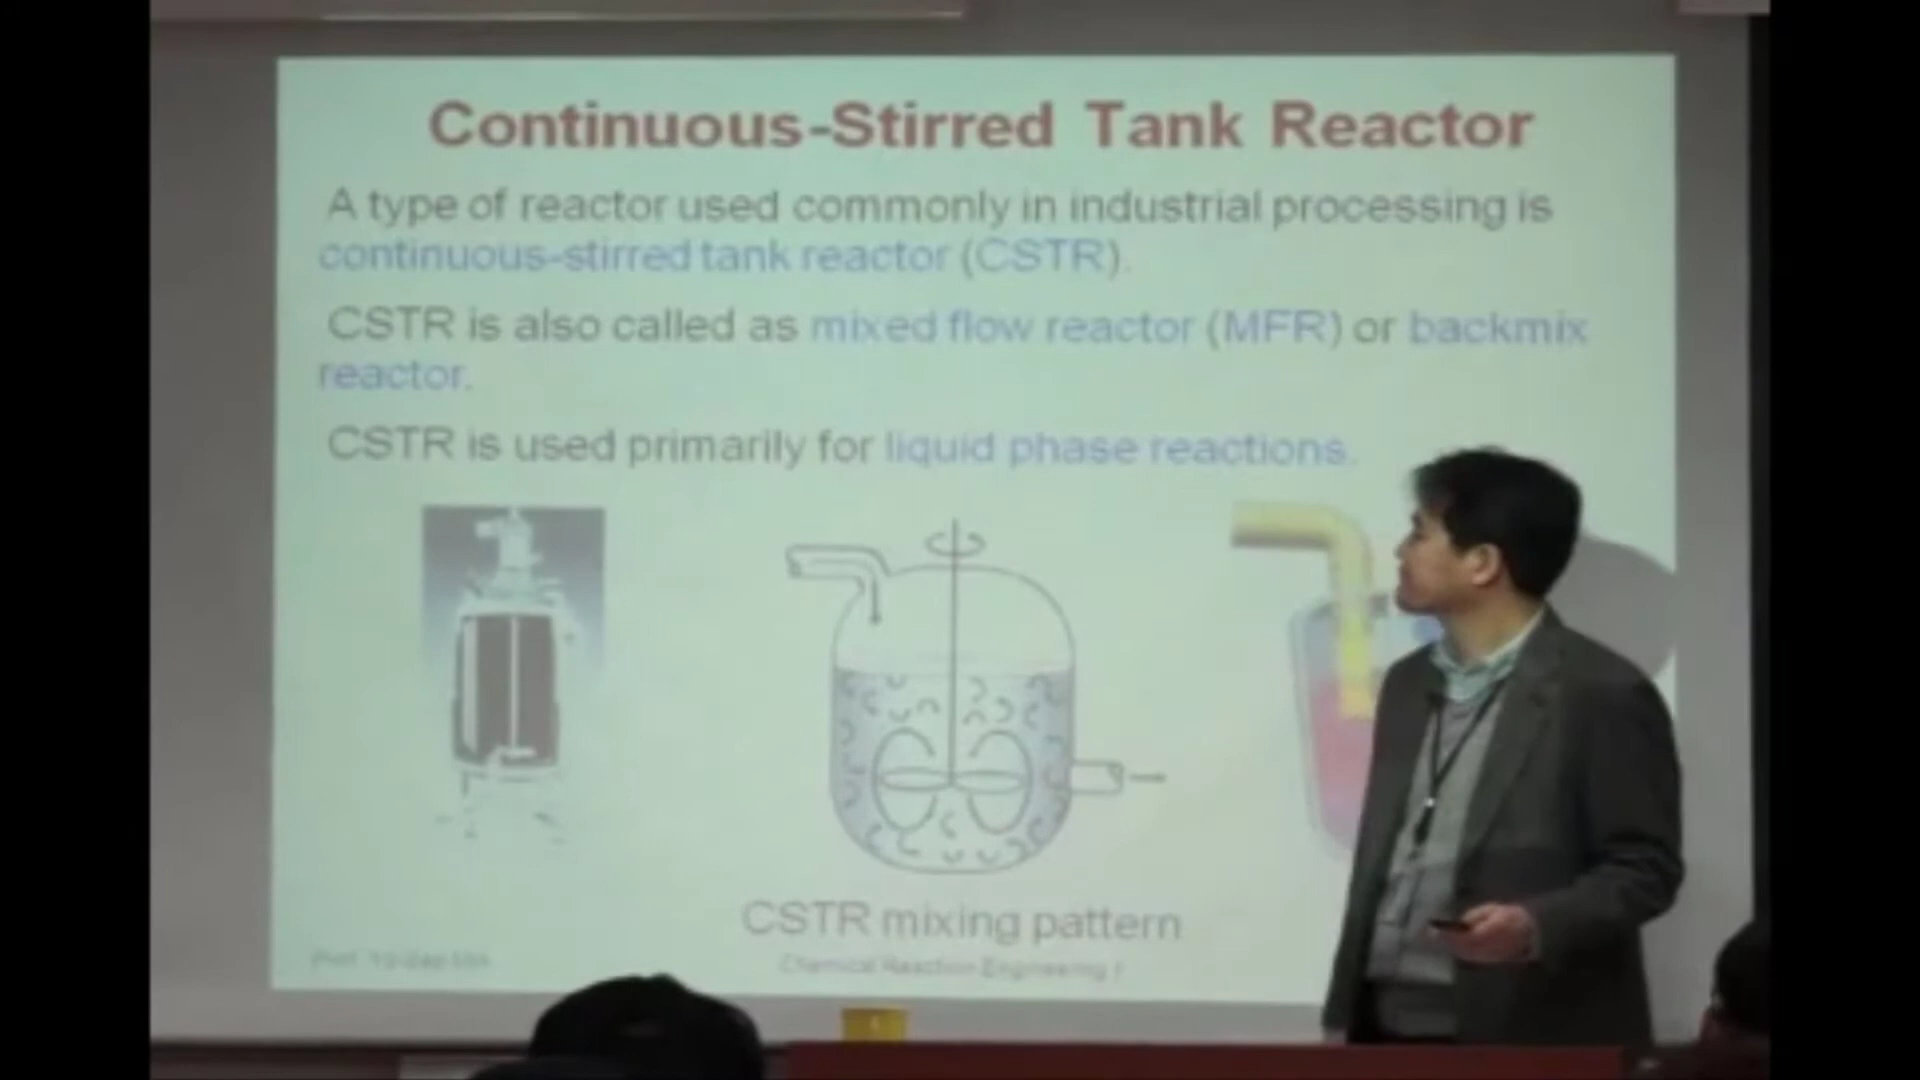 Continuous-Stirred Tank Reactor
A type of reactor used commonly in industrial processing is
continuous-stirred tank reactor (CSTR).
CSTR is also called as mixed flow reactor (MFR) or backmix
reactor.
CSTR is used primarily for liquid phase reactions.
CSTR mixing pattern
Chemical Reaction Engineering I